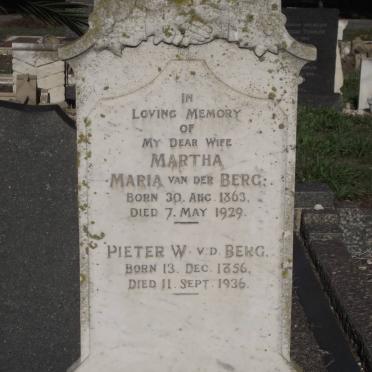 IN
LOVING MEMORY
OF
MY DEAR WIFE
MARTHA
MARIA VAN DER BERG.
BORN 30. AUG. 1863.
DIED 7. MAY 1929.
PIETER W. V.D. BERG.
BORN 13. DEC. 1856.
DIED 11. SEPT. 1936.